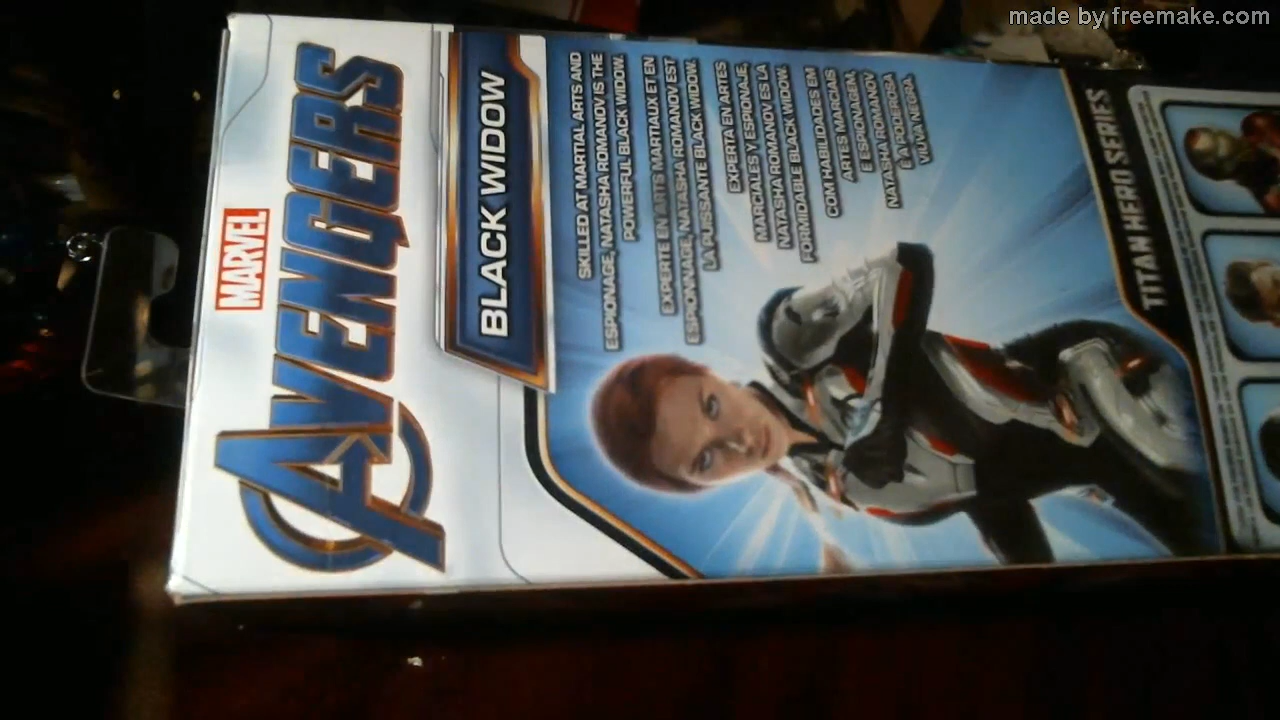 made by freemake.com
MARVEL
AVENGERS
BLACK WIDOW
SKILLED AT MARTIAL ARTS AND
ESPIONAGE, NATASHA ROMANOV IS THE
POWERFUL BLACK WIDOW.
EXPERTE EN ARTS MARTIAUX ET EN
ESPIONNAGE, NATASHA ROMANOV EST
LA PUISSANTE BLACK WIDOW.
EXPERTA EN ARTES
MARCIALES Y ESPIONAJE,
NATASHA ROMANOV ES LA
FORMIDABLE BLACK WIDOW.
COM HABILIDADES EM
ARTES MARCIAIS
E ESPIONAGEM,
NATASHA ROMANOV
É A PODEROSA
VIÚVA NEGRA.
TITAN HERO SERIES